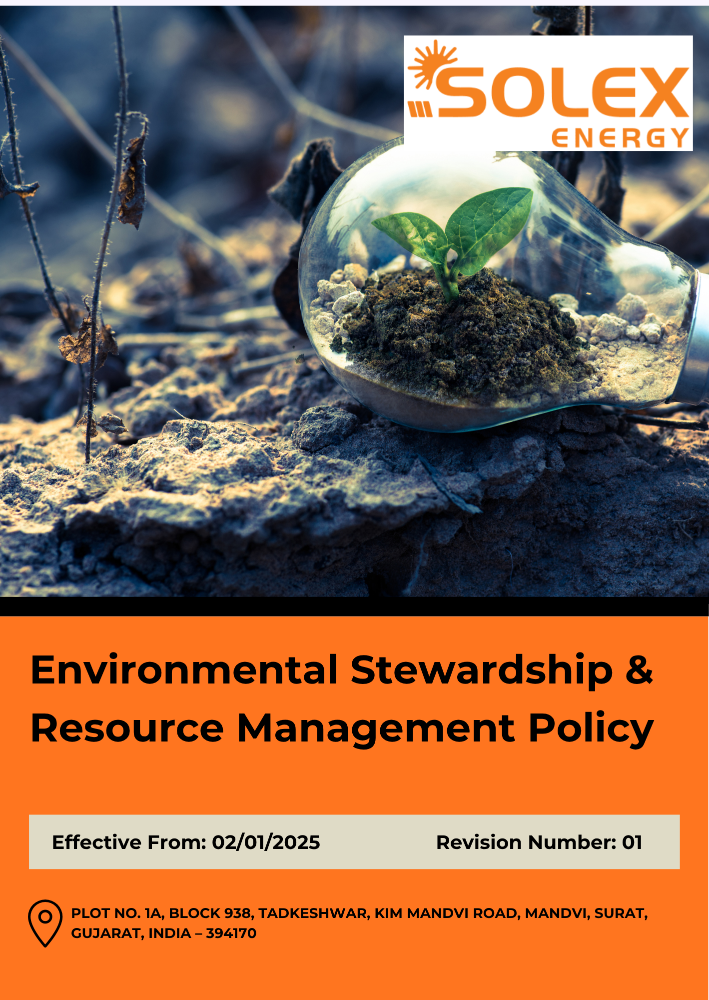 SOLEX
ENERGY
Environmental Stewardship &
Resource Management Policy
Effective From: 02/01/2025 Revision Number: 01
PLOT NO. 1A, BLOCK 938, TADKESHWAR, KIM MANDVI ROAD, MANDVI, SURAT,
GUJARAT, INDIA – 394170